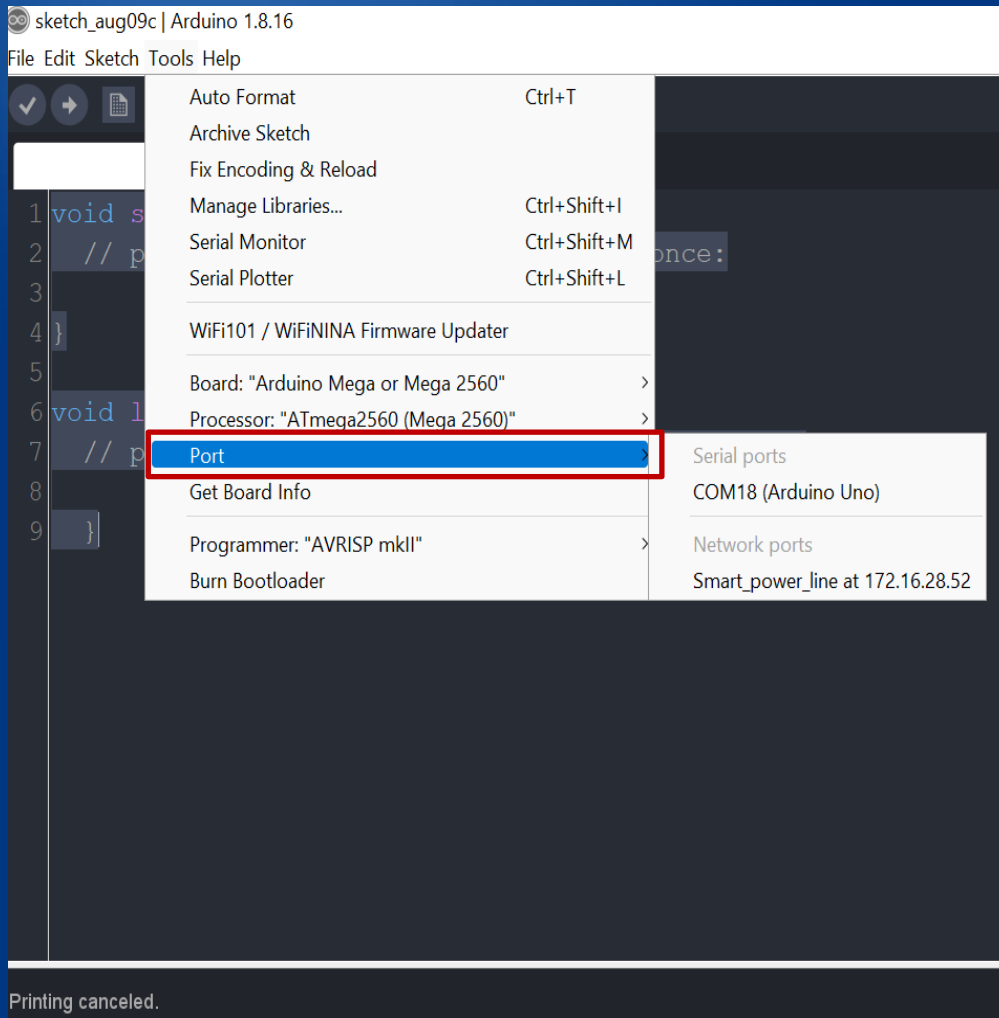 sketch_aug09c | Arduino 1.8.16
File Edit Sketch Tools Help
Auto Format Ctrl+T
Archive Sketch
Fix Encoding & Reload
Manage Libraries... Ctrl+Shift+I
Serial Monitor Ctrl+Shift+M
Serial Plotter Ctrl+Shift+L
WiFi101 / WiFiNINA Firmware Updater
Board: "Arduino Mega or Mega 2560"
Processor: "ATmega2560 (Mega 2560)"
Port
Get Board Info
Programmer: "AVRISP mkII"
Burn Bootloader
Serial ports
COM18 (Arduino Uno)
Network ports
Smart_power_line at 172.16.28.52
1 void s
2 // p once:
3
4 }
5
6 void l
7 // p
8
9 }
Printing canceled.